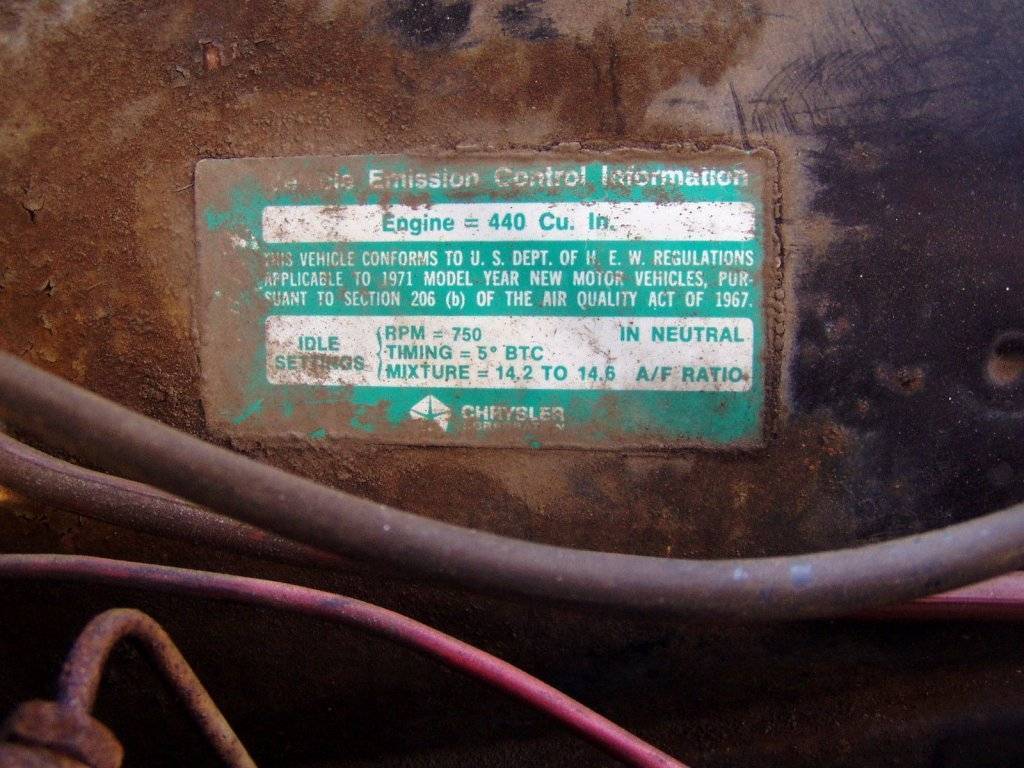 Vehicle Emission Control Information
Engine = 440 Cu. In.
THIS VEHICLE CONFORMS TO U. S. DEPT. OF H. E. W. REGULATIONS
APPLICABLE TO 1971 MODEL YEAR NEW MOTOR VEHICLES, PUR-
SUANT TO SECTION 206 (b) OF THE AIR QUALITY ACT OF 1967.
IDLE SETTINGS
RPM = 750 IN NEUTRAL
TIMING = 5° BTC
MIXTURE = 14.2 TO 14.6 A/F RATIO
CHRYSLER
CORPORATION